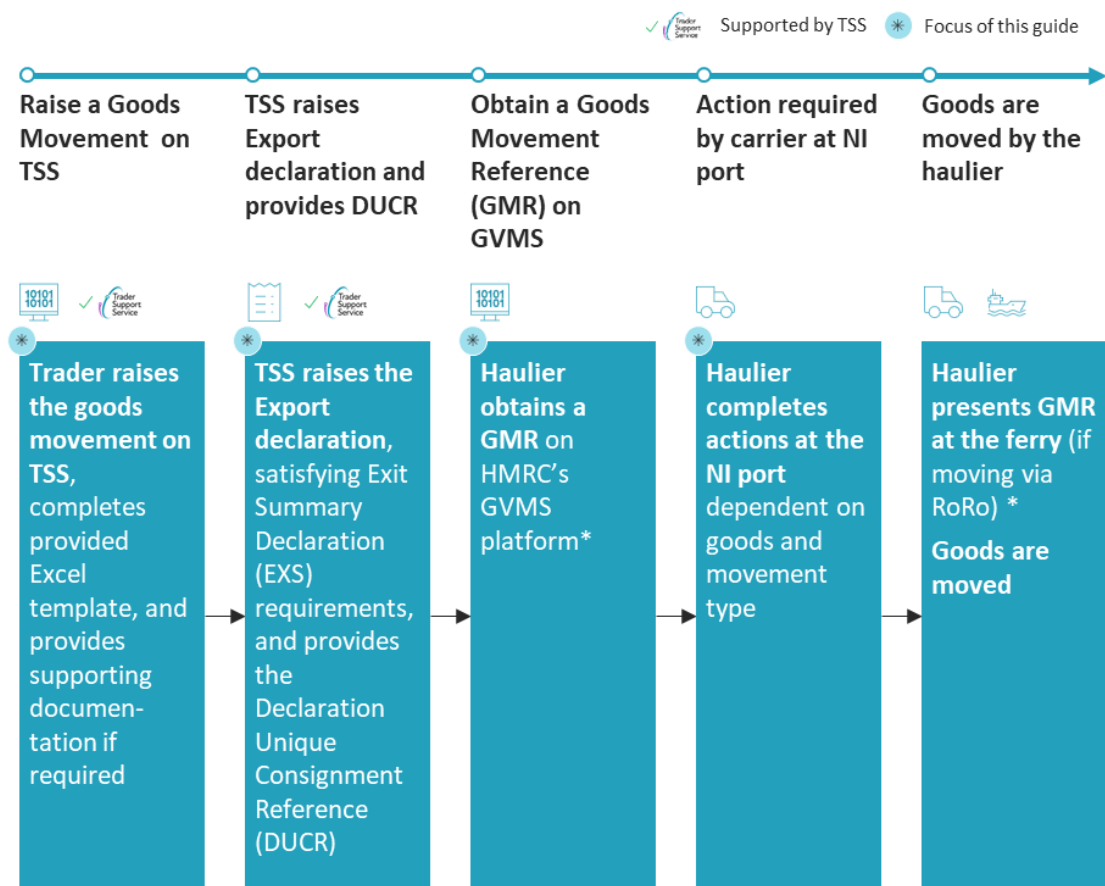 Trader
Support
Service
Supported by TSS
Focus of this guide
Raise a Goods
Movement on
TSS
TSS raises
Export
declaration and
provides DUCR
Obtain a Goods
Movement
Reference
(GMR) on
GVMS
Action required
by carrier at NI
port
Goods are
moved by the
haulier
10101
10101
Trader
Support
Service
Trader
Support
Service
10101
10101
Trader raises
the goods
movement on
TSS,
completes
provided
Excel
template, and
provides
supporting
documen-
tation if
required
TSS raises the
Export
declaration,
satisfying Exit
Summary
Declaration
(EXS)
requirements,
and provides
the
Declaration
Unique
Consignment
Reference
(DUCR)
Haulier
obtains a
GMR on
HMRC’s
GVMS
platform*
Haulier
completes
actions at the
NI port
dependent on
goods and
movement
type
Haulier
presents GMR
at the ferry (if
moving via
RoRo) *
Goods are
moved